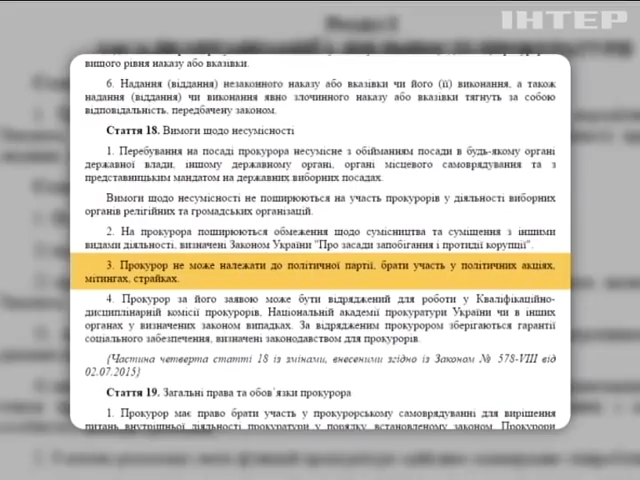 ІНТЕР
вищого рівня наказу або вказівки.
6. Надання (віддання) незаконного наказу або вказівки чи його (її) виконання, а також
надання (віддання) чи виконання явно злочинного наказу або вказівки тягнуть за собою
відповідальність, передбачену законом.
Стаття 18. Вимоги щодо несумісності
1. Перебування на посаді прокурора несумісне з обійманням посади в будь-якому органі
державної влади, іншому державному органі, органі місцевого самоврядування та з
представницьким мандатом на державних виборних посадах.
Вимоги щодо несумісності не поширюються на участь прокурорів у діяльності виборних
органів релігійних та громадських організацій.
2. На прокурора поширюються обмеження щодо сумісництва та суміщення з іншими
видами діяльності, визначені Законом України "Про засади запобігання і протидії корупції".
3. Прокурор не може належати до політичної партії, брати участь у політичних акціях,
мітингах, страйках.
4. Прокурор за його заявою може бути відряджений для роботи у Кваліфікаційно-
дисциплінарній комісії прокурорів, Національній академії прокуратури України чи в інших
органах у визначених законом випадках. За відрядженим прокурором зберігаються гарантії
соціального забезпечення, визначені законодавством для прокурорів.
(Частина четверта статті 18 із змінами, внесеними згідно із Законом № 578-VIII від
02.07.2015)
Стаття 19. Загальні права та обов'язки прокурора
1. Прокурор має право брати участь у прокурорському самоврядуванні для вирішення
питань внутрішньої діяльності прокуратури у порядку, встановленому законом. Прокурори